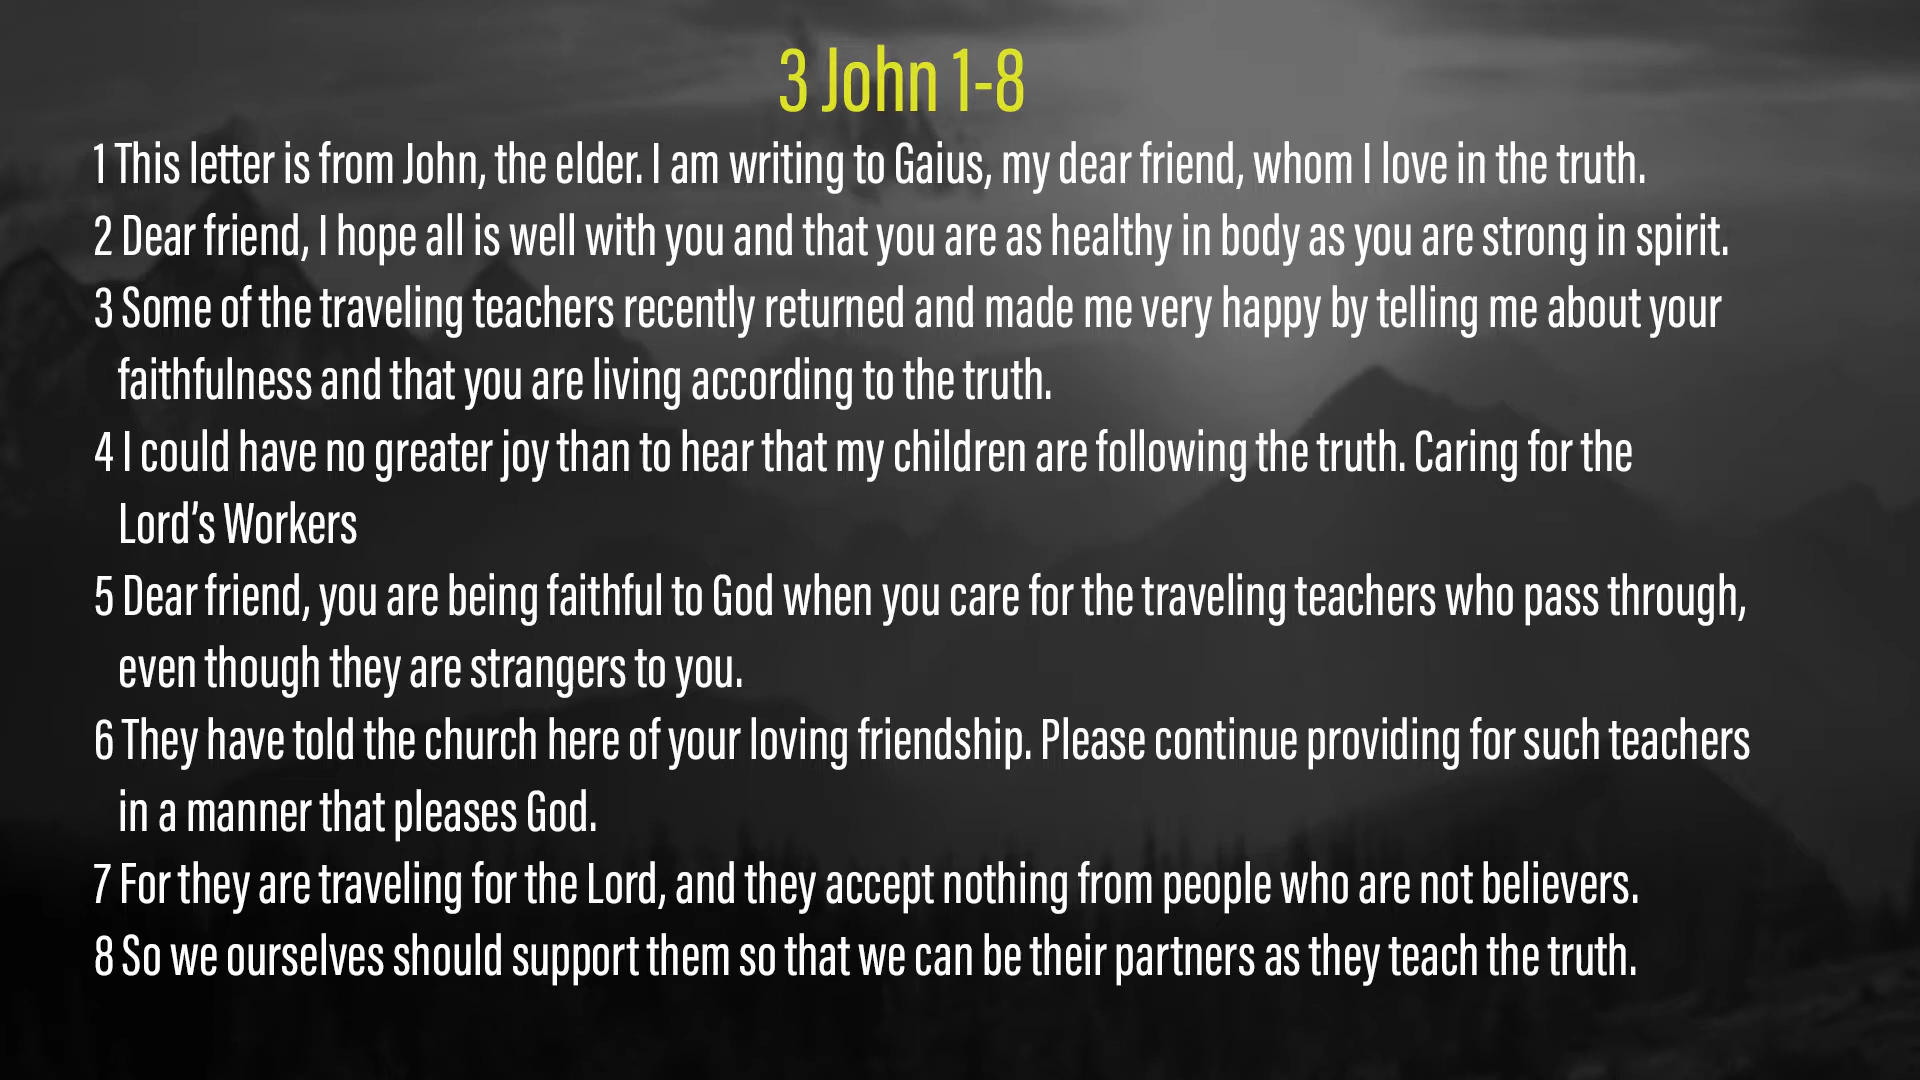 3 John 1-8
1 This letter is from John, the elder. I am writing to Gaius, my dear friend, whom I love in the truth.
2 Dear friend, I hope all is well with you and that you are as healthy in body as you are strong in spirit.
3 Some of the traveling teachers recently returned and made me very happy by telling me about your
faithfulness and that you are living according to the truth.
4 I could have no greater joy than to hear that my children are following the truth. Caring for the
Lord’s Workers
5 Dear friend, you are being faithful to God when you care for the traveling teachers who pass through,
even though they are strangers to you.
6 They have told the church here of your loving friendship. Please continue providing for such teachers
in a manner that pleases God.
7 For they are traveling for the Lord, and they accept nothing from people who are not believers.
8 So we ourselves should support them so that we can be their partners as they teach the truth.